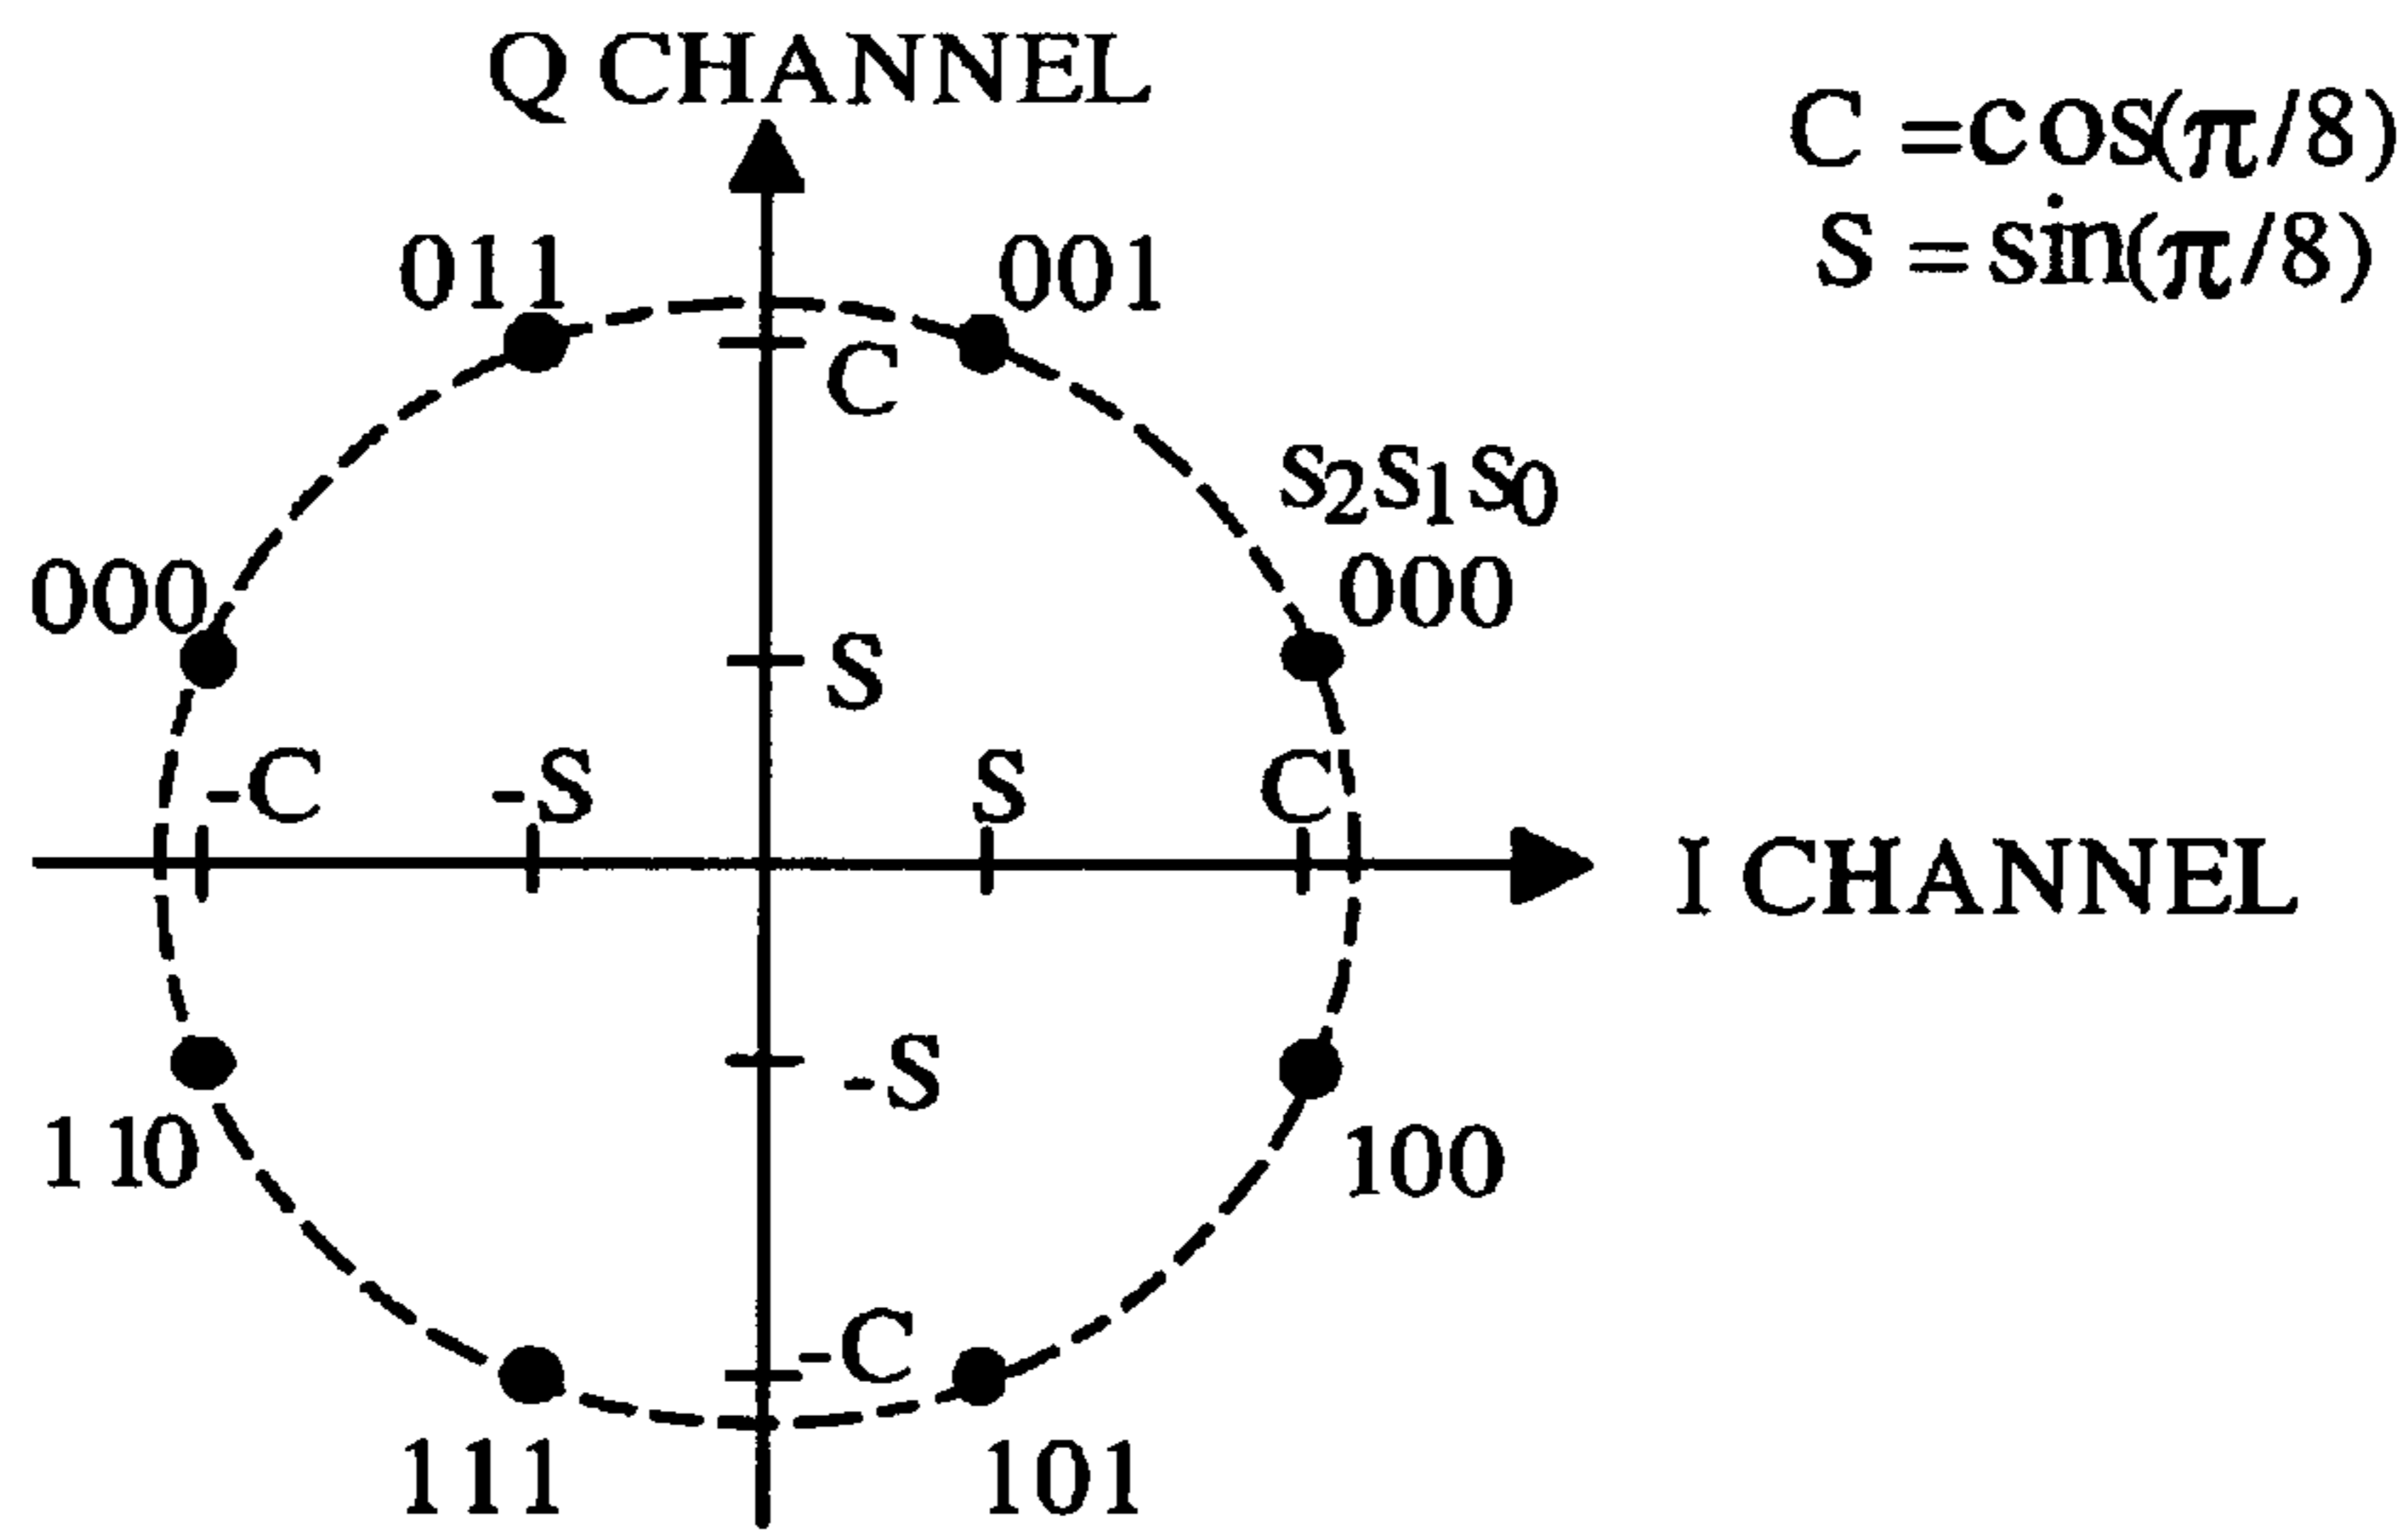 Q CHANNEL
C =cos(π/8)
S = sin(π/8)
011
001
C
s₂s₁s₀
000
000
S
-C
-S
S
C
I CHANNEL
-S
110
100
-C
111
101